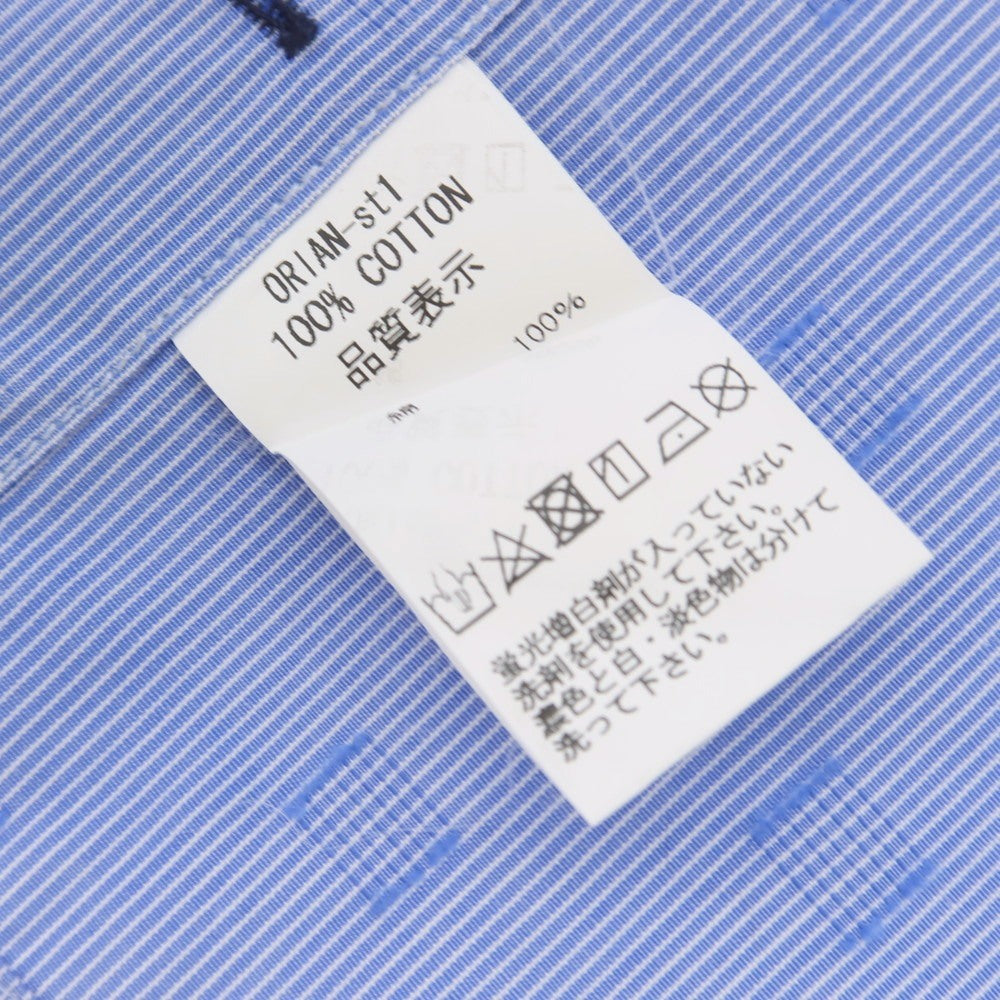 ORIAN-st1
100% COTTON
品質表示
綿 100%
蛍光増白剤が入っていない
洗剤を使用して下さい。
濃色と白・淡色物は分けて
洗って下さい。